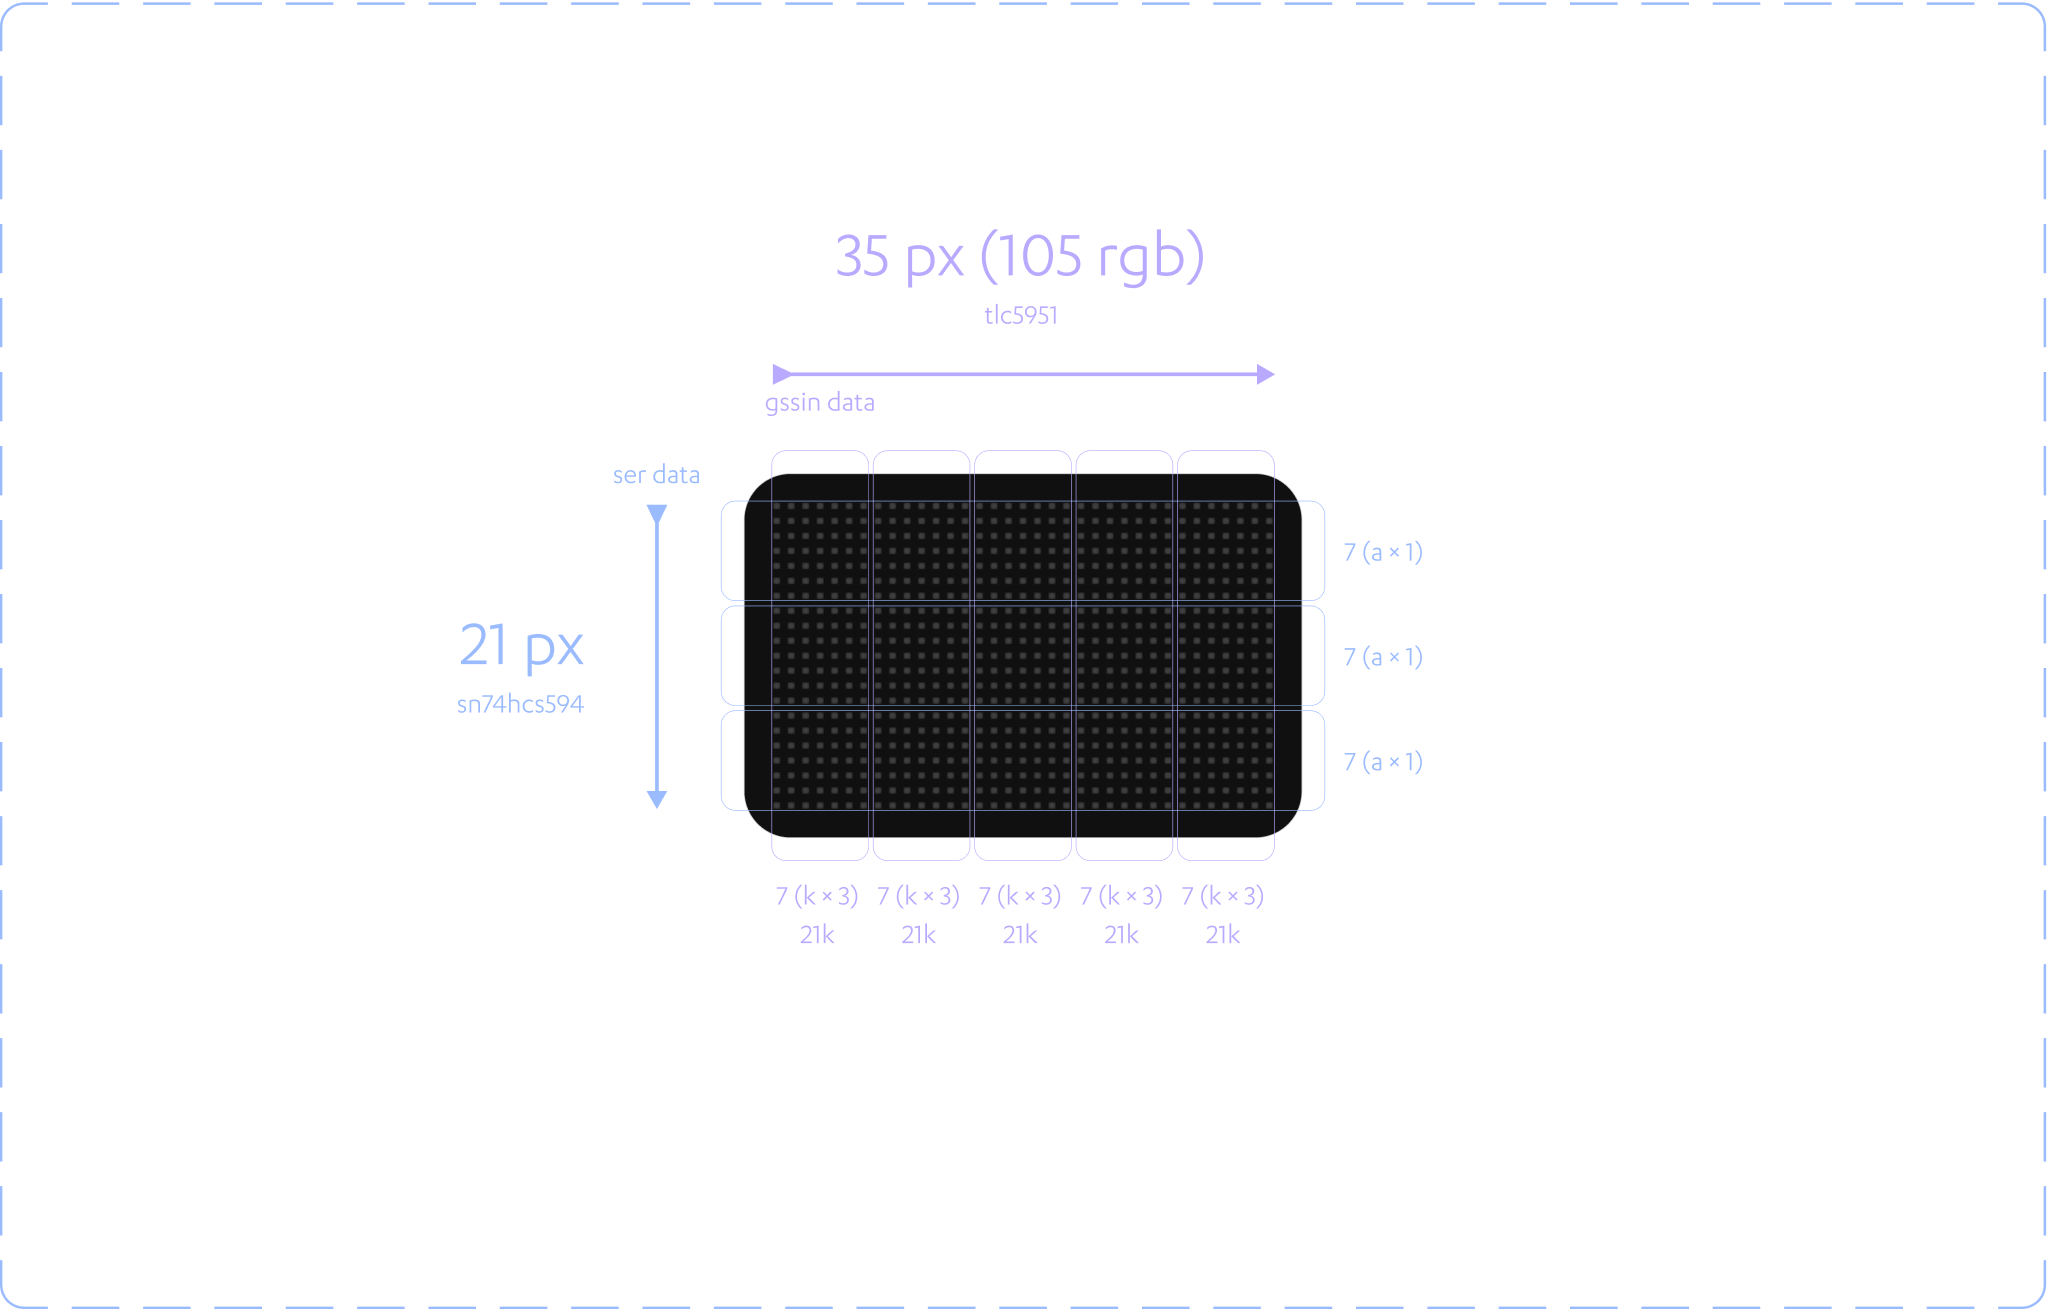 35 px (105 rgb)
tlc5951
gssin data
ser data
21 px
sn74hcs594
7 (a × 1)
7 (a × 1)
7 (a × 1)
7 (k × 3) 7 (k × 3) 7 (k × 3) 7 (k × 3) 7 (k × 3)
21k 21k 21k 21k 21k